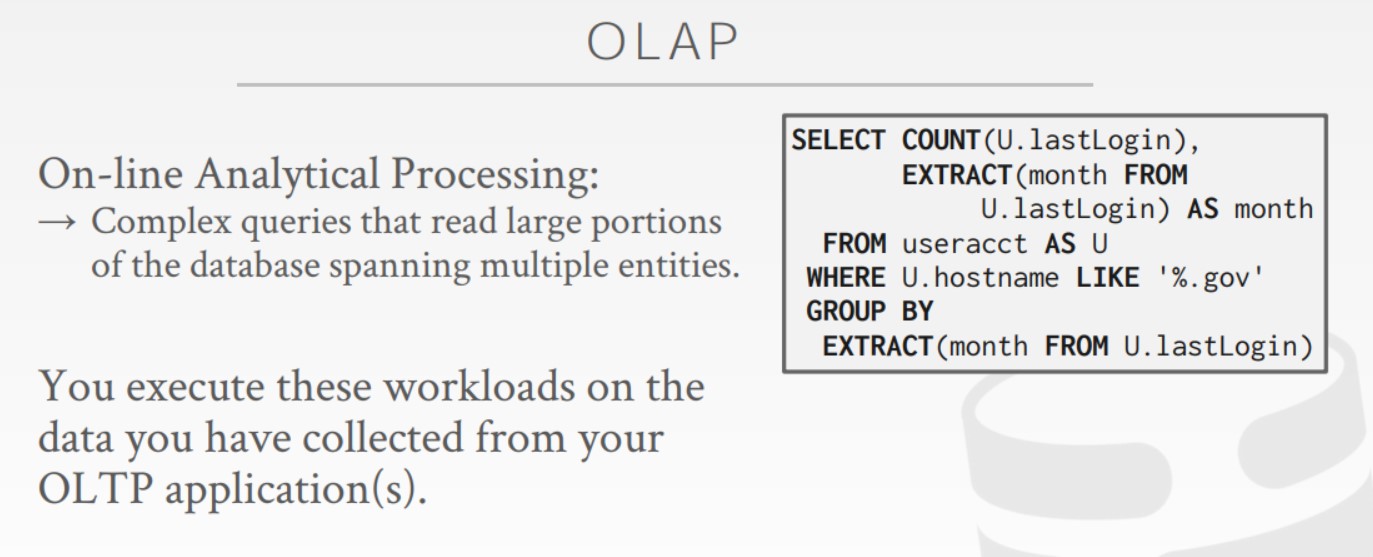 OLAP
On-line Analytical Processing:
→ Complex queries that read large portions
of the database spanning multiple entities.
You execute these workloads on the
data you have collected from your
OLTP application(s).
SELECT COUNT(U.lastLogin),
EXTRACT(month FROM
U.lastLogin) AS month
FROM useracct AS U
WHERE U.hostname LIKE '%.gov'
GROUP BY
EXTRACT(month FROM U.lastLogin)